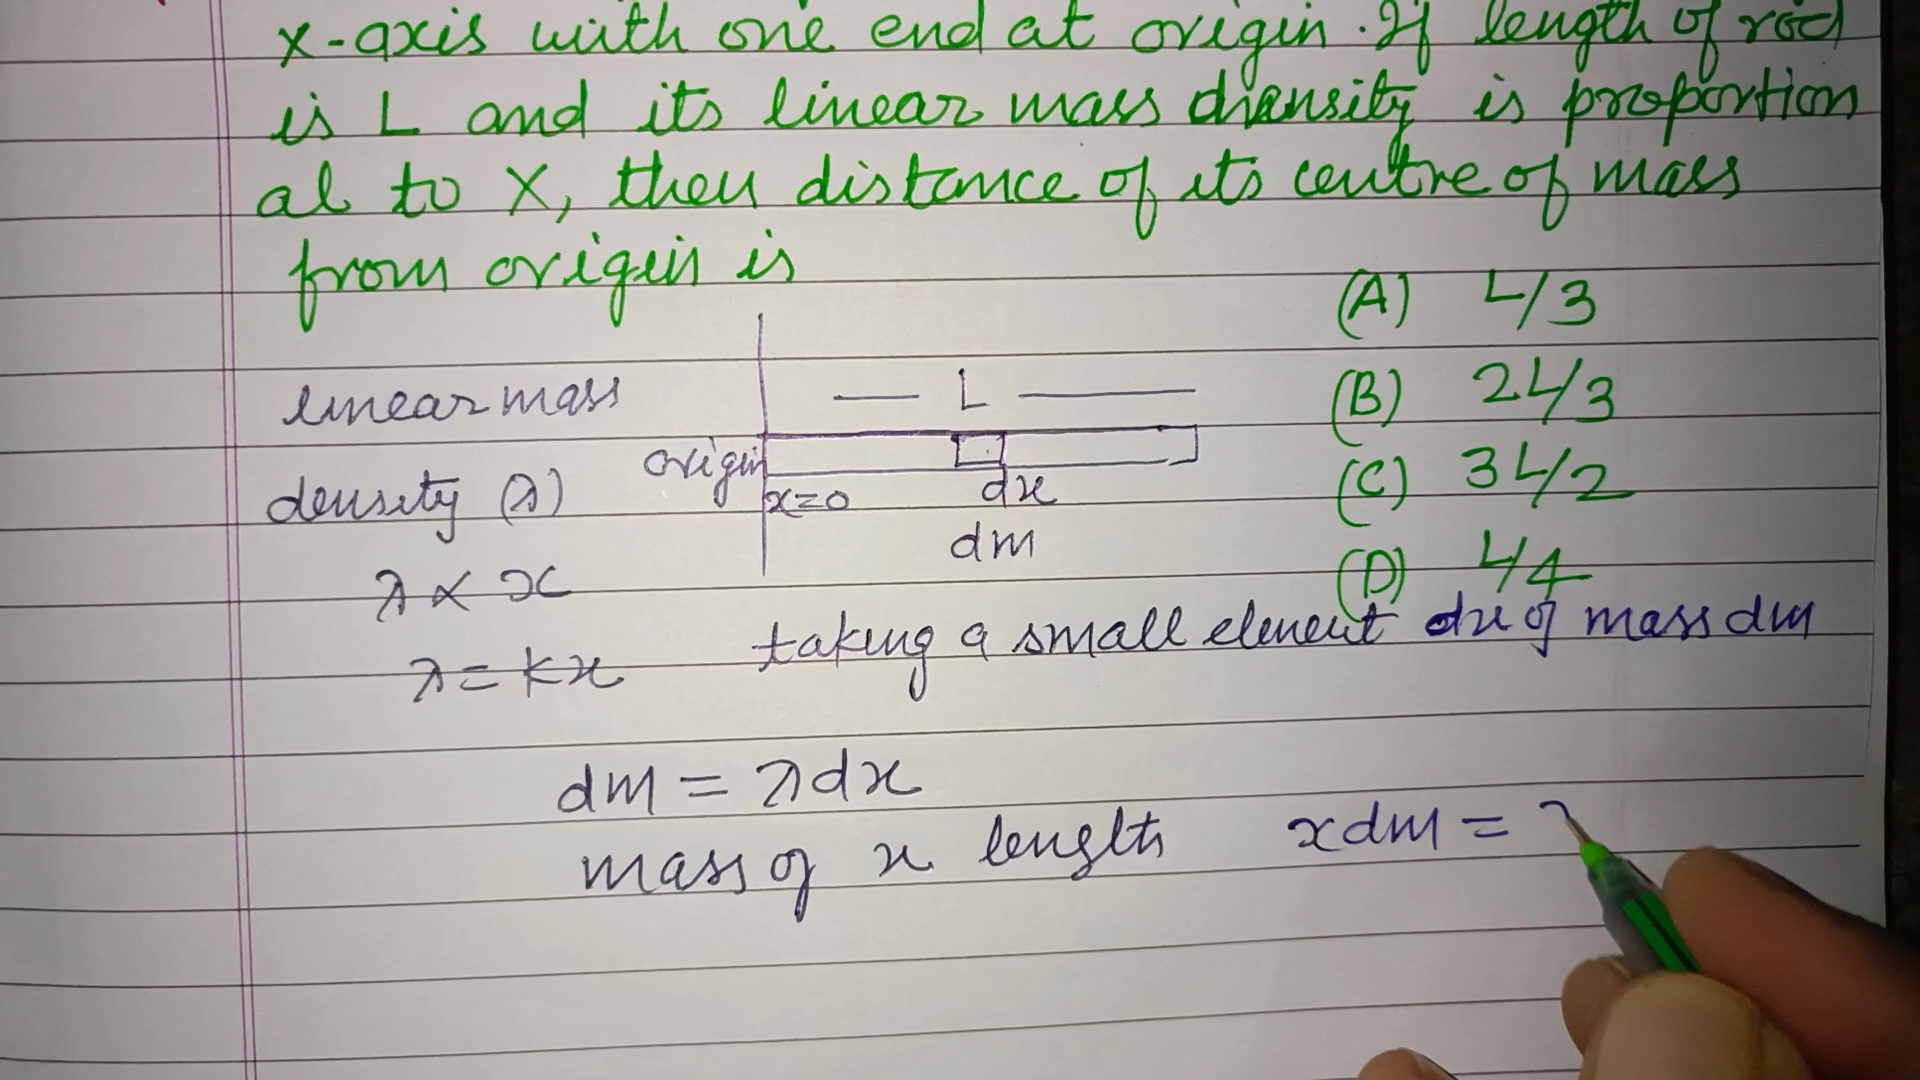 x-axis with one end at origin. If length of rod
is L and its linear mass diensity is proportion
al to X, then distance of its centre of mass
from origin is
(A) L/3
linear mass
L
(B) 2L/3
origin
density (λ)
x=0
dx
(C) 3L/2
dm
(D) L/4
λ ∝ x
taking a small element dx of mass dm
λ = kx
dm = λdx
mass of x length xdm =